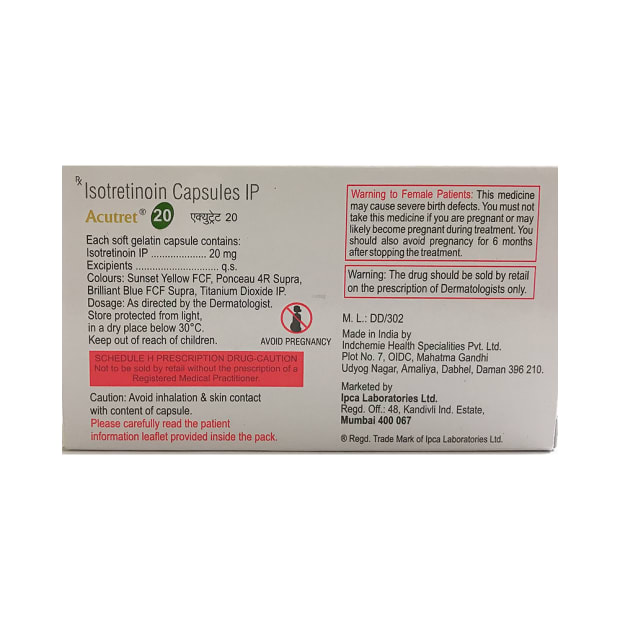 Rx Isotretinoin Capsules IP
Acutret® 20 एक्युट्रेट 20
Each soft gelatin capsule contains:
Isotretinoin IP .................... 20 mg
Excipients .............................. q.s.
Colours: Sunset Yellow FCF, Ponceau 4R Supra,
Brilliant Blue FCF Supra, Titanium Dioxide IP.
Dosage: As directed by the Dermatologist.
Store protected from light,
in a dry place below 30°C.
Keep out of reach of children.
AVOID PREGNANCY
SCHEDULE H PRESCRIPTION DRUG-CAUTION
Not to be sold by retail without the prescription of a
Registered Medical Practitioner.
Caution: Avoid inhalation & skin contact
with content of capsule.
Please carefully read the patient
information leaflet provided inside the pack.
Warning to Female Patients: This medicine
may cause severe birth defects. You must not
take this medicine if you are pregnant or may
likely become pregnant during treatment. You
should also avoid pregnancy for 6 months
after stopping the treatment.
Warning: The drug should be sold by retail
on the prescription of Dermatologists only.
M. L.: DD/302
Made in India by
Indchemie Health Specialities Pvt. Ltd.
Plot No. 7, OIDC, Mahatma Gandhi
Udyog Nagar, Amaliya, Dabhel, Daman 396 210.
Marketed by
Ipca Laboratories Ltd.
Regd. Off.: 48, Kandivli Ind. Estate,
Mumbai 400 067
® Regd. Trade Mark of Ipca Laboratories Ltd.